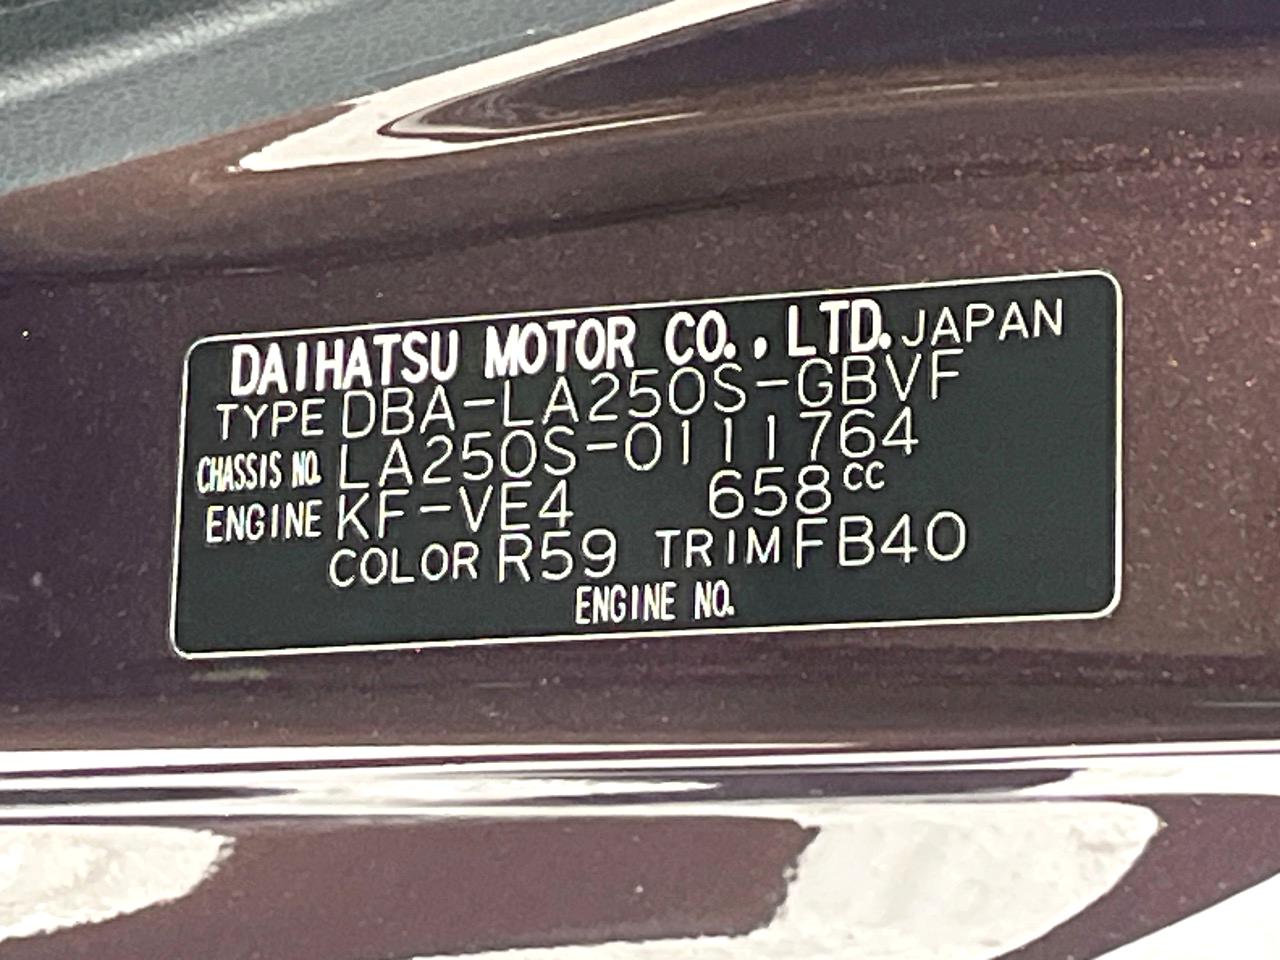 DAIHATSU MOTOR CO., LTD. JAPAN
TYPE DBA-LA250S-GBVF
CHASSIS NO. LA250S-0111764
ENGINE KF-VE4 658cc
COLOR R59 TRIM FB40
ENGINE NO.